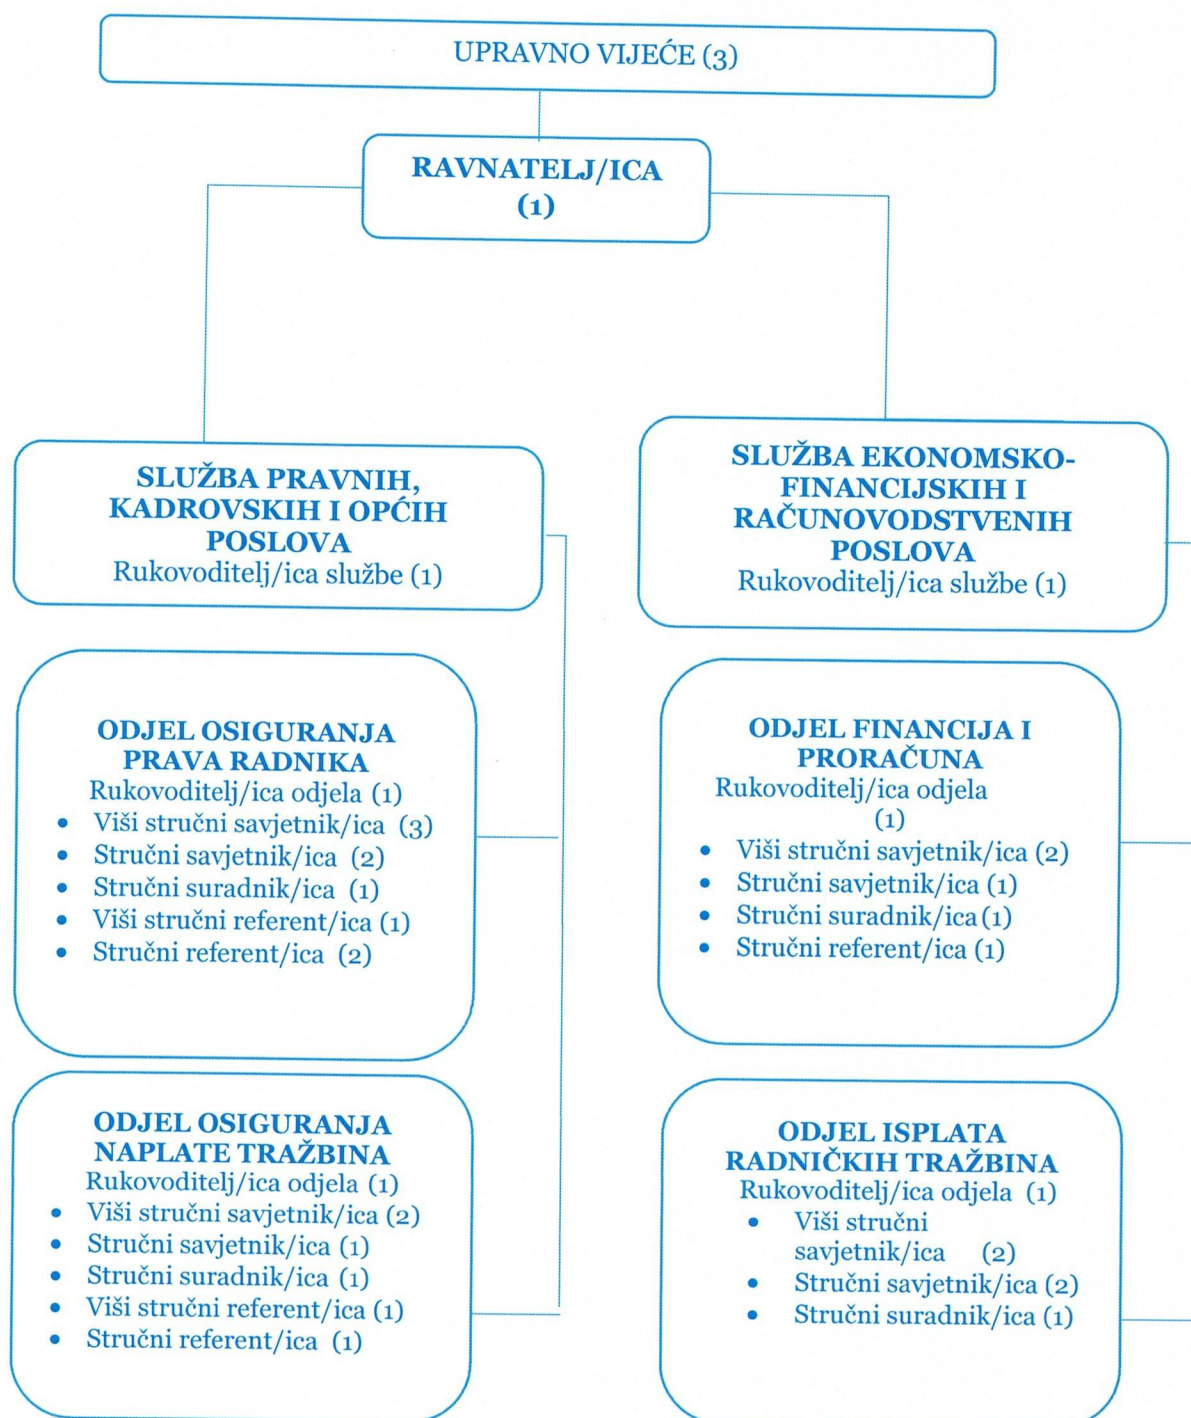 UPRAVNO VIJEĆE (3)
RAVNATELJ/ICA
(1)
SLUŽBA PRAVNIH,
KADROVSKIH I OPĆIH
POSLOVA
Rukovoditelj/ica službe (1)
ODJEL OSIGURANJA
PRAVA RADNIKA
Rukovoditelj/ica odjela (1)
• Viši stručni savjetnik/ica (3)
• Stručni savjetnik/ica (2)
• Stručni suradnik/ica (1)
• Viši stručni referent/ica (1)
• Stručni referent/ica (2)
ODJEL OSIGURANJA
NAPLATE TRAŽBINA
Rukovoditelj/ica odjela (1)
• Viši stručni savjetnik/ica (2)
• Stručni savjetnik/ica (1)
• Stručni suradnik/ica (1)
• Viši stručni referent/ica (1)
• Stručni referent/ica (1)
SLUŽBA EKONOMSKO-
FINANCIJSKIH I
RAČUNOVODSTVENIH
POSLOVA
Rukovoditelj/ica službe (1)
ODJEL FINANCIJA I
PRORAČUNA
Rukovoditelj/ica odjela
(1)
• Viši stručni savjetnik/ica (2)
• Stručni savjetnik/ica (1)
• Stručni suradnik/ica (1)
• Stručni referent/ica (1)
ODJEL ISPLATA
RADNIČKIH TRAŽBINA
Rukovoditelj/ica odjela (1)
• Viši stručni
savjetnik/ica (2)
• Stručni savjetnik/ica (2)
• Stručni suradnik/ica (1)